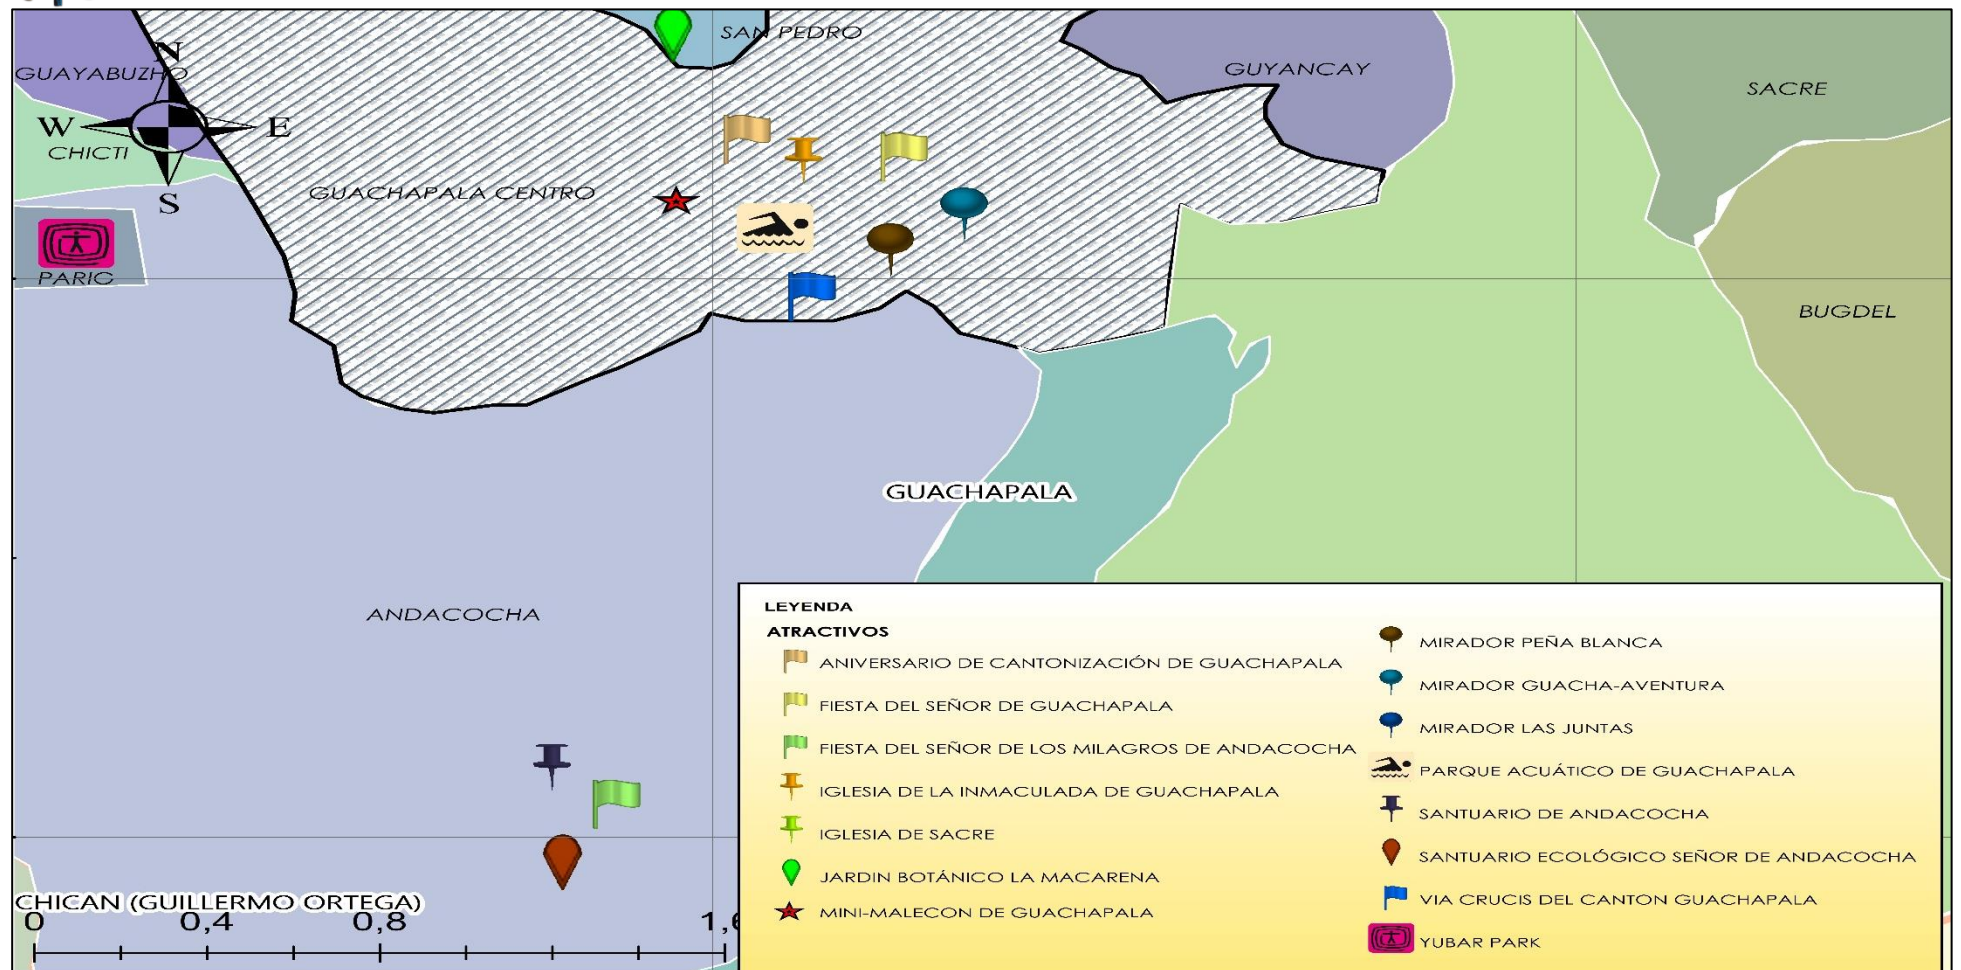 SAN PEDRO
N
GUAYABUZHO
GUYANCAY
SACRE
W
E
CHICTI
S
GUACHAPALA CENTRO
PARIC
BUGDEL
GUACHAPALA
ANDACOCHA
CHICAN (GUILLERMO ORTEGA)
0 0,4 0,8
LEYENDA
ATRACTIVOS
ANIVERSARIO DE CANTONIZACIÓN DE GUACHAPALA
FIESTA DEL SEÑOR DE GUACHAPALA
FIESTA DEL SEÑOR DE LOS MILAGROS DE ANDACOCHA
IGLESIA DE LA INMACULADA DE GUACHAPALA
IGLESIA DE SACRE
JARDIN BOTÁNICO LA MACARENA
MINI-MALECON DE GUACHAPALA
MIRADOR PEÑA BLANCA
MIRADOR GUACHA-AVENTURA
MIRADOR LAS JUNTAS
PARQUE ACUÁTICO DE GUACHAPALA
SANTUARIO DE ANDACOCHA
SANTUARIO ECOLÓGICO SEÑOR DE ANDACOCHA
VIA CRUCIS DEL CANTON GUACHAPALA
YUBAR PARK